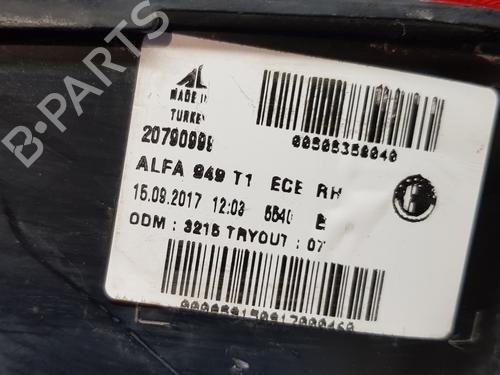 AL
MADE IN
TURKEY
00505358040
20790999
ALFA 949 T1 ECE RH
15.09.2017 12:03 5540 E
ODM : 3215 TRYOUT : 07
B-PARTS